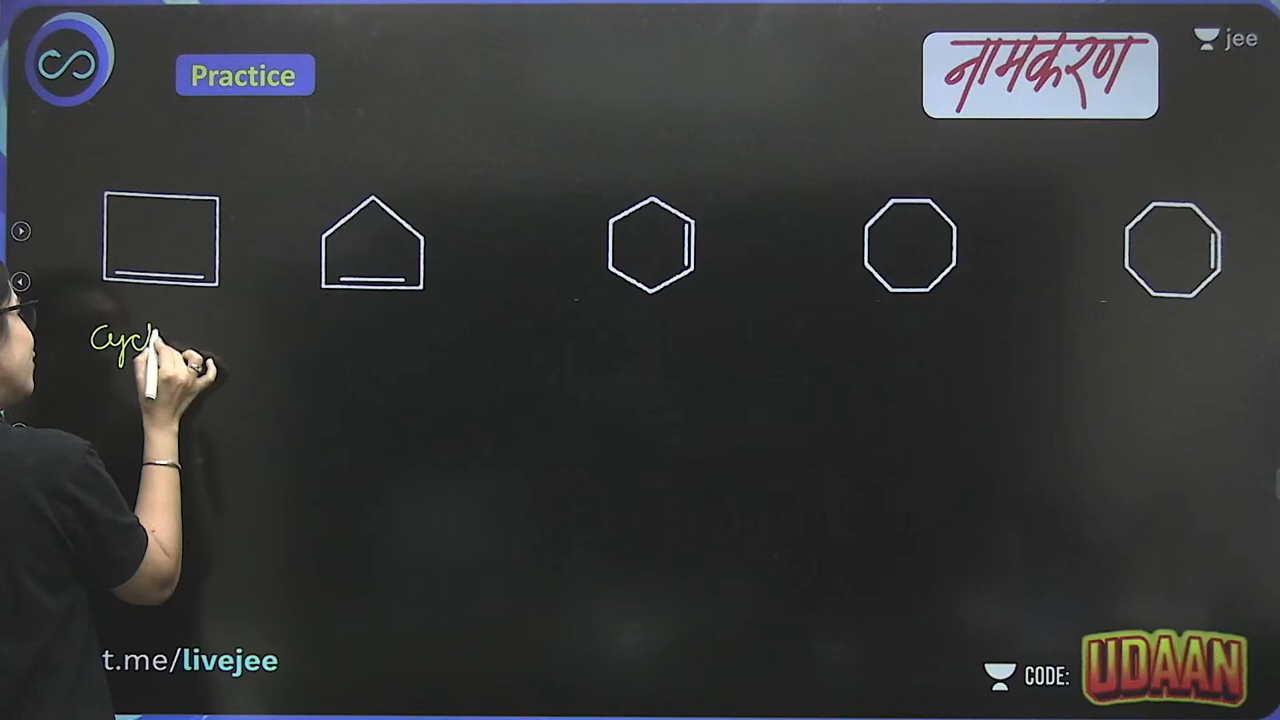 Practice
नामकरण
jee
Cycl
t.me/livejee
CODE:
UDAAN